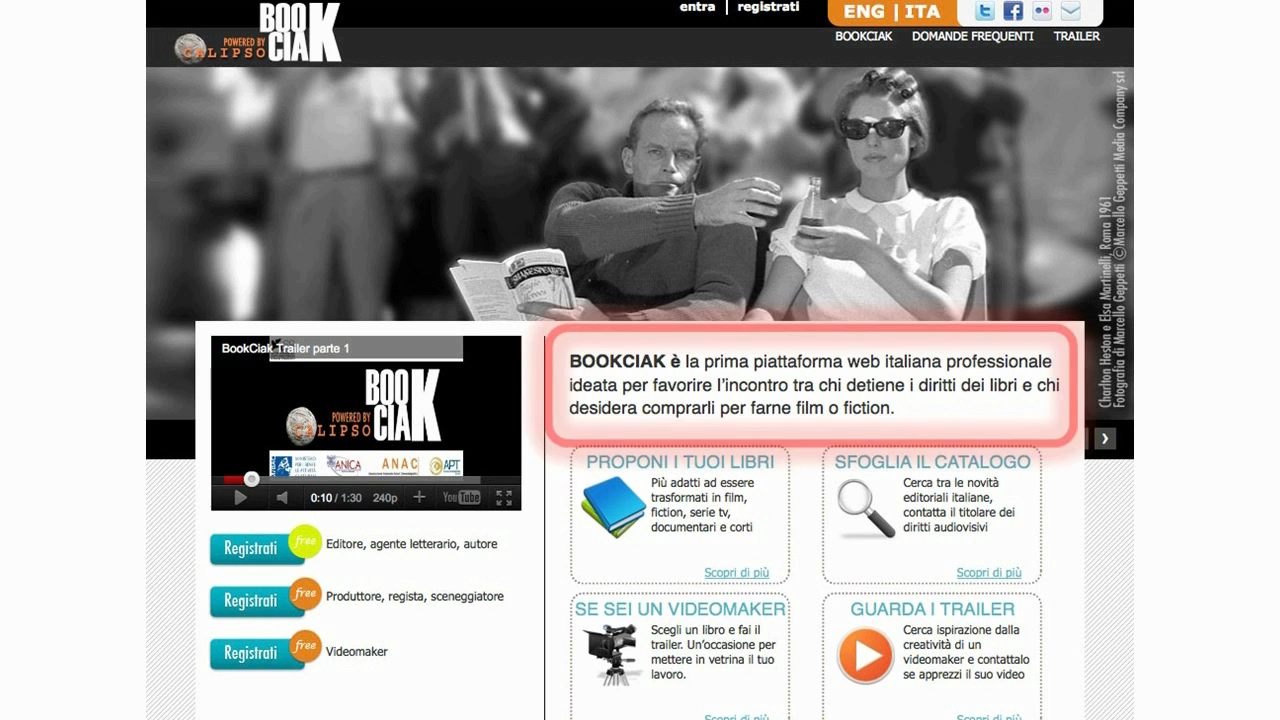 BOOK
CIAK
POWERED BY
CALIPSO
entra | registrati
ENG | ITA
BOOKCIAK DOMANDE FREQUENTI TRAILER
SHAKESPEARE
Charlton Heston e Elsa Martinelli, Roma 1961
Fotografia di Marcello Geppetti © Marcello Geppetti Media Company srl
BookCiak Trailer parte 1
BOOK
CIAK
POWERED BY
CALIPSO
ANICA
ANAC
APT
0:10 / 1:30 240p
YouTube
Registrati free Editore, agente letterario, autore
Registrati free Produttore, regista, sceneggiatore
Registrati free Videomaker
BOOKCIAK è la prima piattaforma web italiana professionale
ideata per favorire l'incontro tra chi detiene i diritti dei libri e chi
desidera comprarli per farne film o fiction.
PROPONI I TUOI LIBRI
Più adatti ad essere
trasformati in film,
fiction, serie tv,
documentari e corti
Scopri di più
SFOGLIA IL CATALOGO
Cerca tra le novità
editoriali italiane,
contatta il titolare dei
diritti audiovisivi
Scopri di più
SE SEI UN VIDEOMAKER
Scegli un libro e fai il
trailer. Un'occasione per
mettere in vetrina il tuo
lavoro.
Scopri di più
GUARDA I TRAILER
Cerca ispirazione dalla
creatività di un
videomaker e contattalo
se apprezzi il suo video
Scopri di più